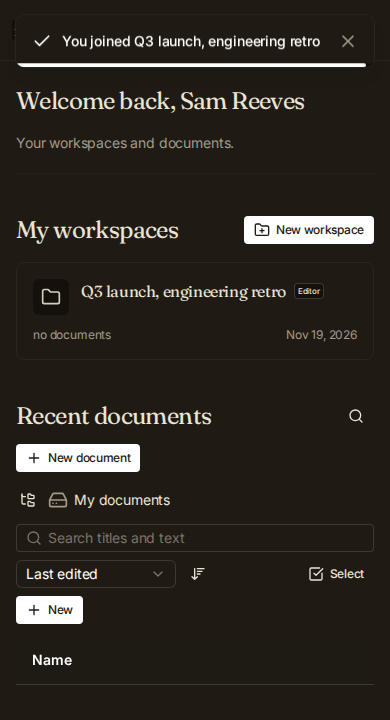 You joined Q3 launch, engineering retro
Welcome back, Sam Reeves
Your workspaces and documents.
My workspaces
New workspace
Q3 launch, engineering retro
Editor
no documents
Nov 19, 2026
Recent documents
New document
My documents
Search titles and text
Last edited
Select
New
Name